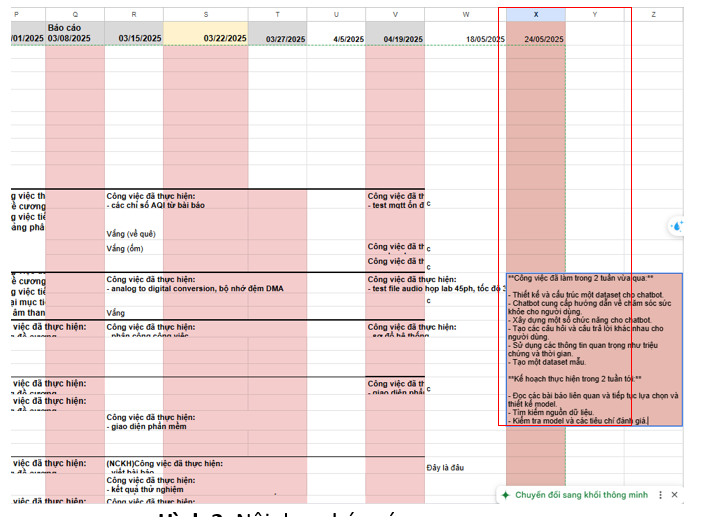 P Q R S T U V W X Y Z
/01/2025 Báo cáo 03/08/2025 03/15/2025 03/22/2025 03/27/2025 4/5/2025 04/19/2025 18/05/2025 24/05/2025
g việc th
ề cương
g việc tiế
Công việc đã thực hiện:
- các chỉ số AQI từ bài báo
Vắng (về quê)
Vắng (ốm)
Công việc đã th
- test mqtt ổn đ
c
Công việc đã th
c
Công việc đã th
c
ề cương
g việc tiế
ại mục ti
âm than
Công việc đã thực hiện:
- analog to digital conversion, bộ nhớ đệm DMA
Vắng
Công việc đã thực hiện:
- test file audio họp lab 45ph, tốc độ 3
c
**Công việc đã làm trong 2 tuần vừa qua:**
- Thiết kế và cấu trúc một dataset cho chatbot.
- Chatbot cung cấp hướng dẫn về chăm sóc sức
khỏe cho người dùng.
- Xây dựng một số chức năng cho chatbot.
- Tạo các câu hỏi và câu trả lời khác nhau cho
người dùng.
- Sử dụng các thông tin quan trọng như triệu
chứng và thời gian.
- Tạo một dataset mẫu.
**Kế hoạch thực hiện trong 2 tuần tới:**
- Đọc các bài báo liên quan và tiếp tục lựa chọn và
thiết kế model.
- Tìm kiếm nguồn dữ liệu.
- Kiểm tra model và các tiêu chí đánh giá.
việc đã thực hiện:
Công việc đã thực hiện:
Công việc đã thực hiện:
việc đã thực hiện:
Công việc đã th
c
việc đã thực hiện:
Công việc đã thực hiện:
- giao diện phần mềm
việc đã thực hiện:
(NCKH)Công việc đã thực hiện:
Đây là đâu
Công việc đã thực hiện:
- kết quả thử nghiệm
việc đã thực hiện:
Công việc đã thực hiện:
Chuyển đổi sang khối thông minh